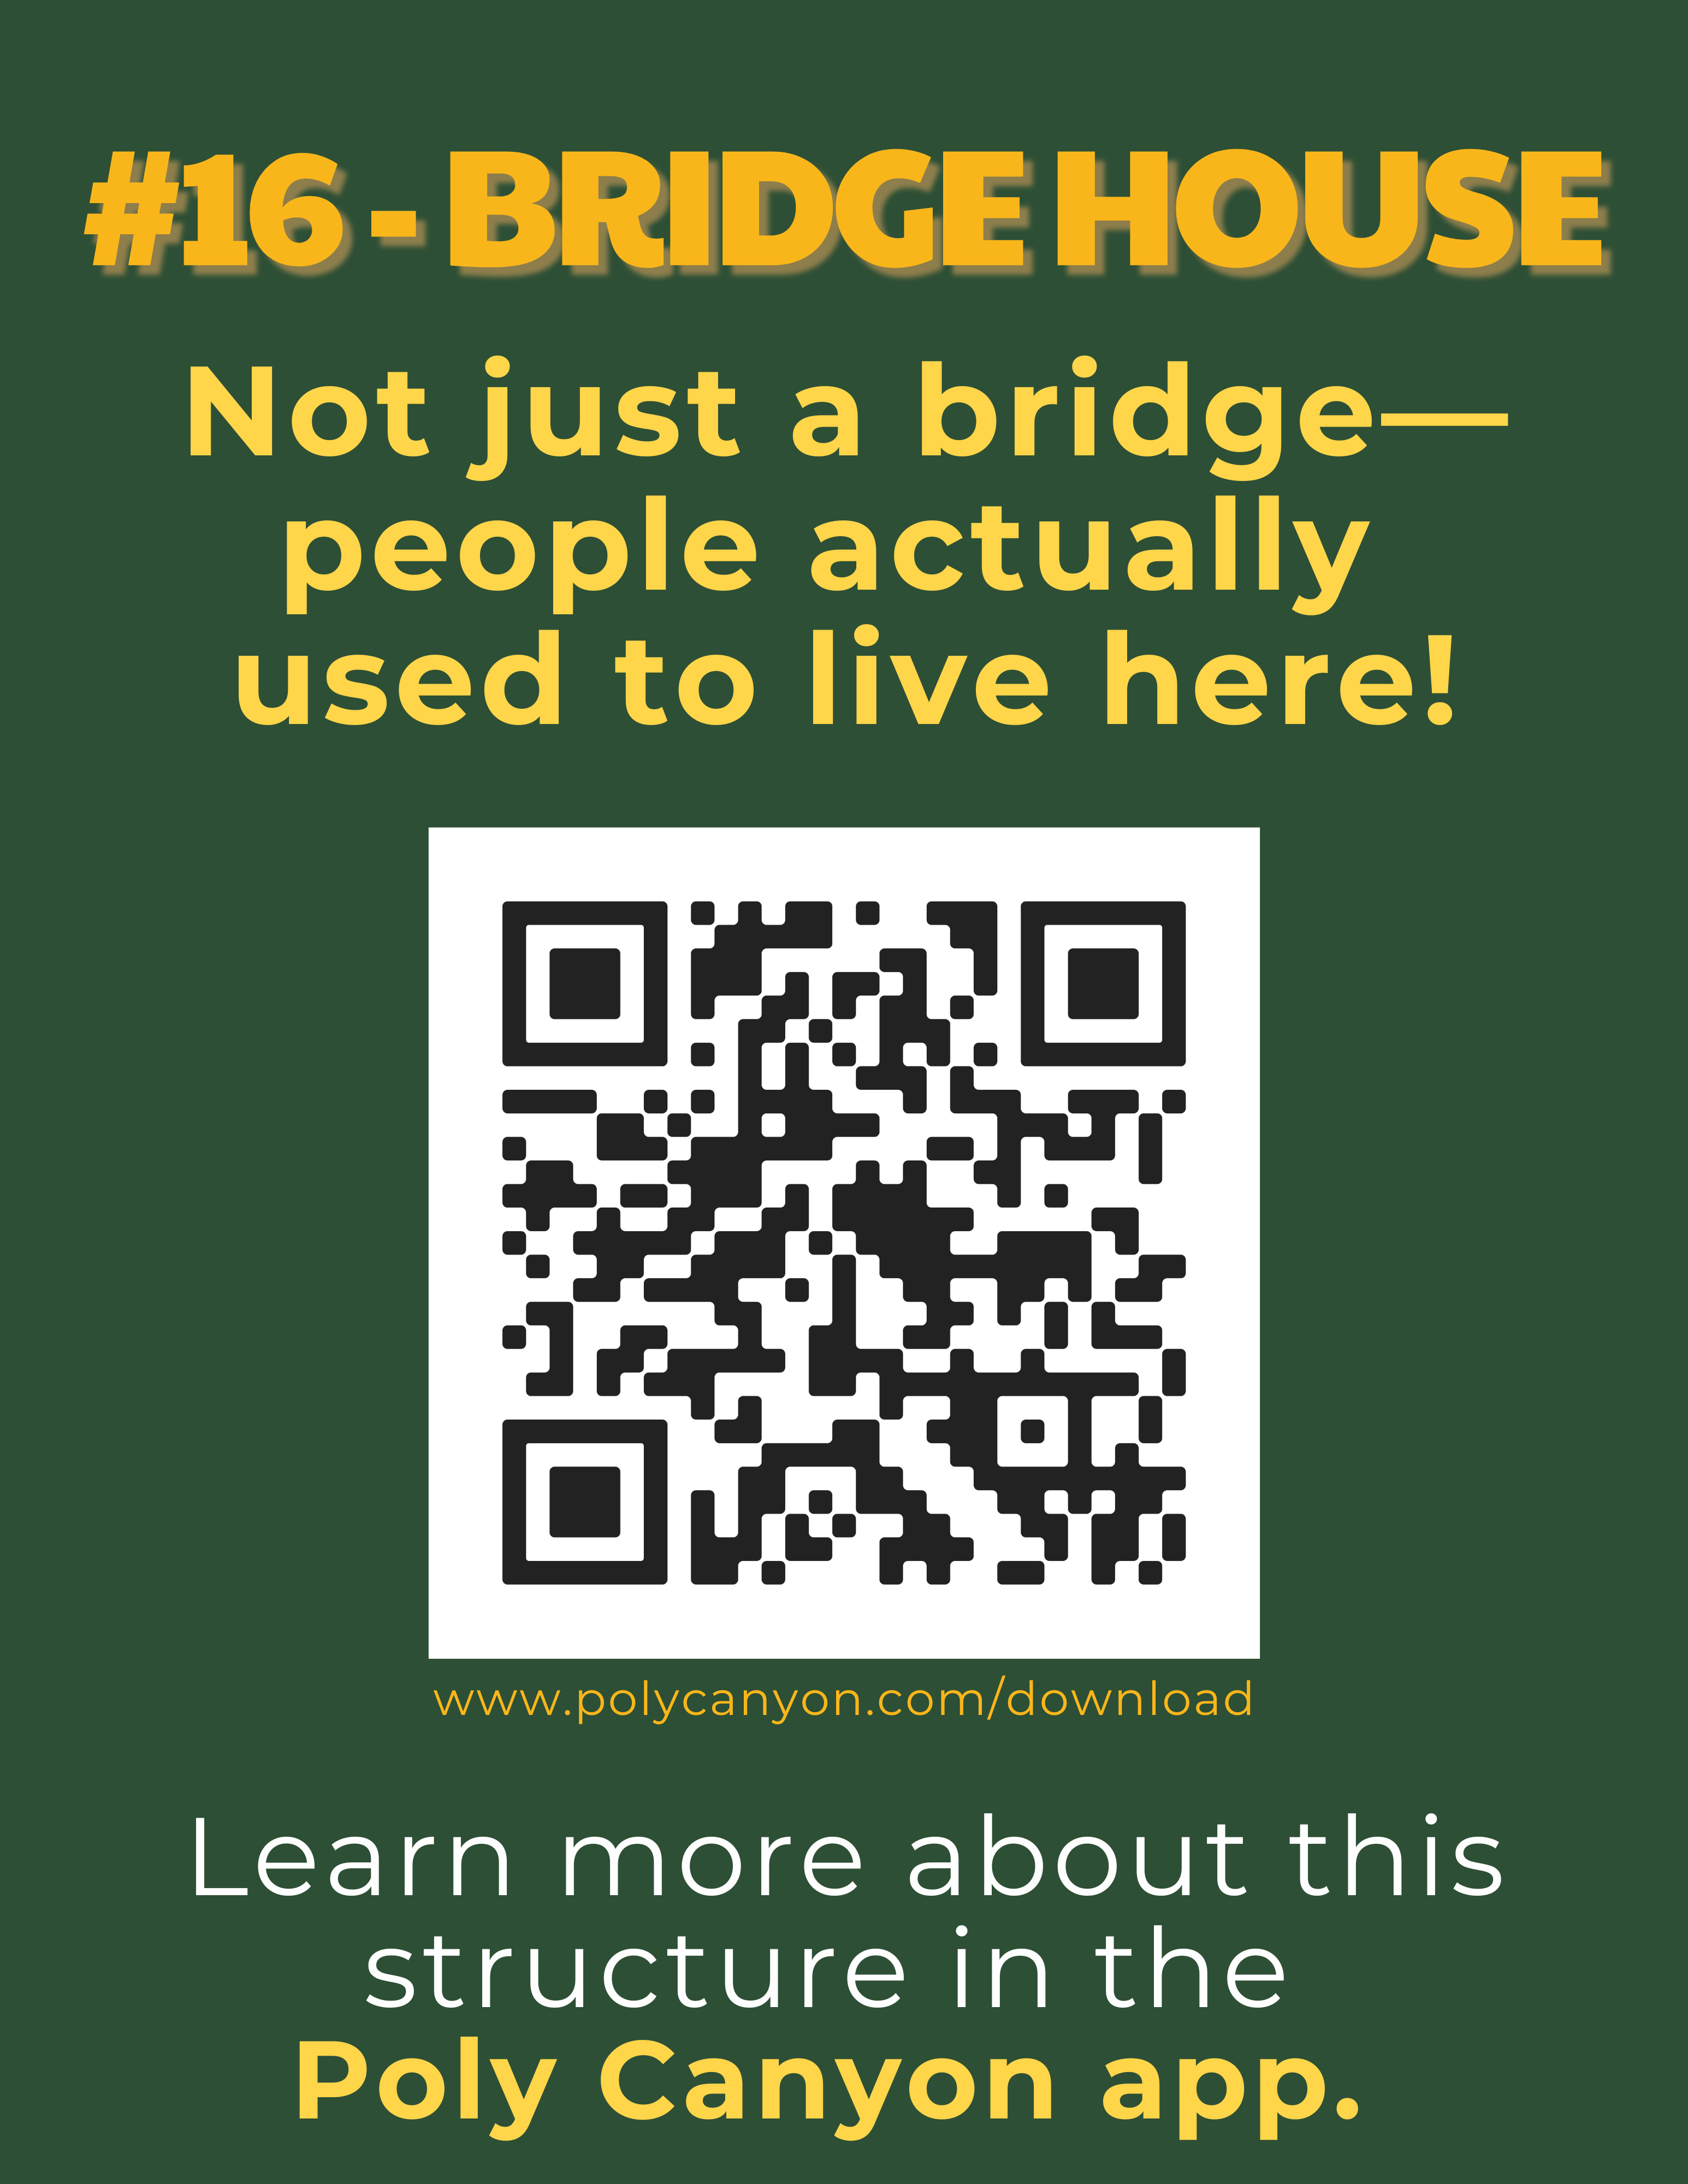 #16 - BRIDGE HOUSE
Not just a bridge—
people actually
used to live here!
www.polycanyon.com/download
Learn more about this
structure in the
Poly Canyon app.